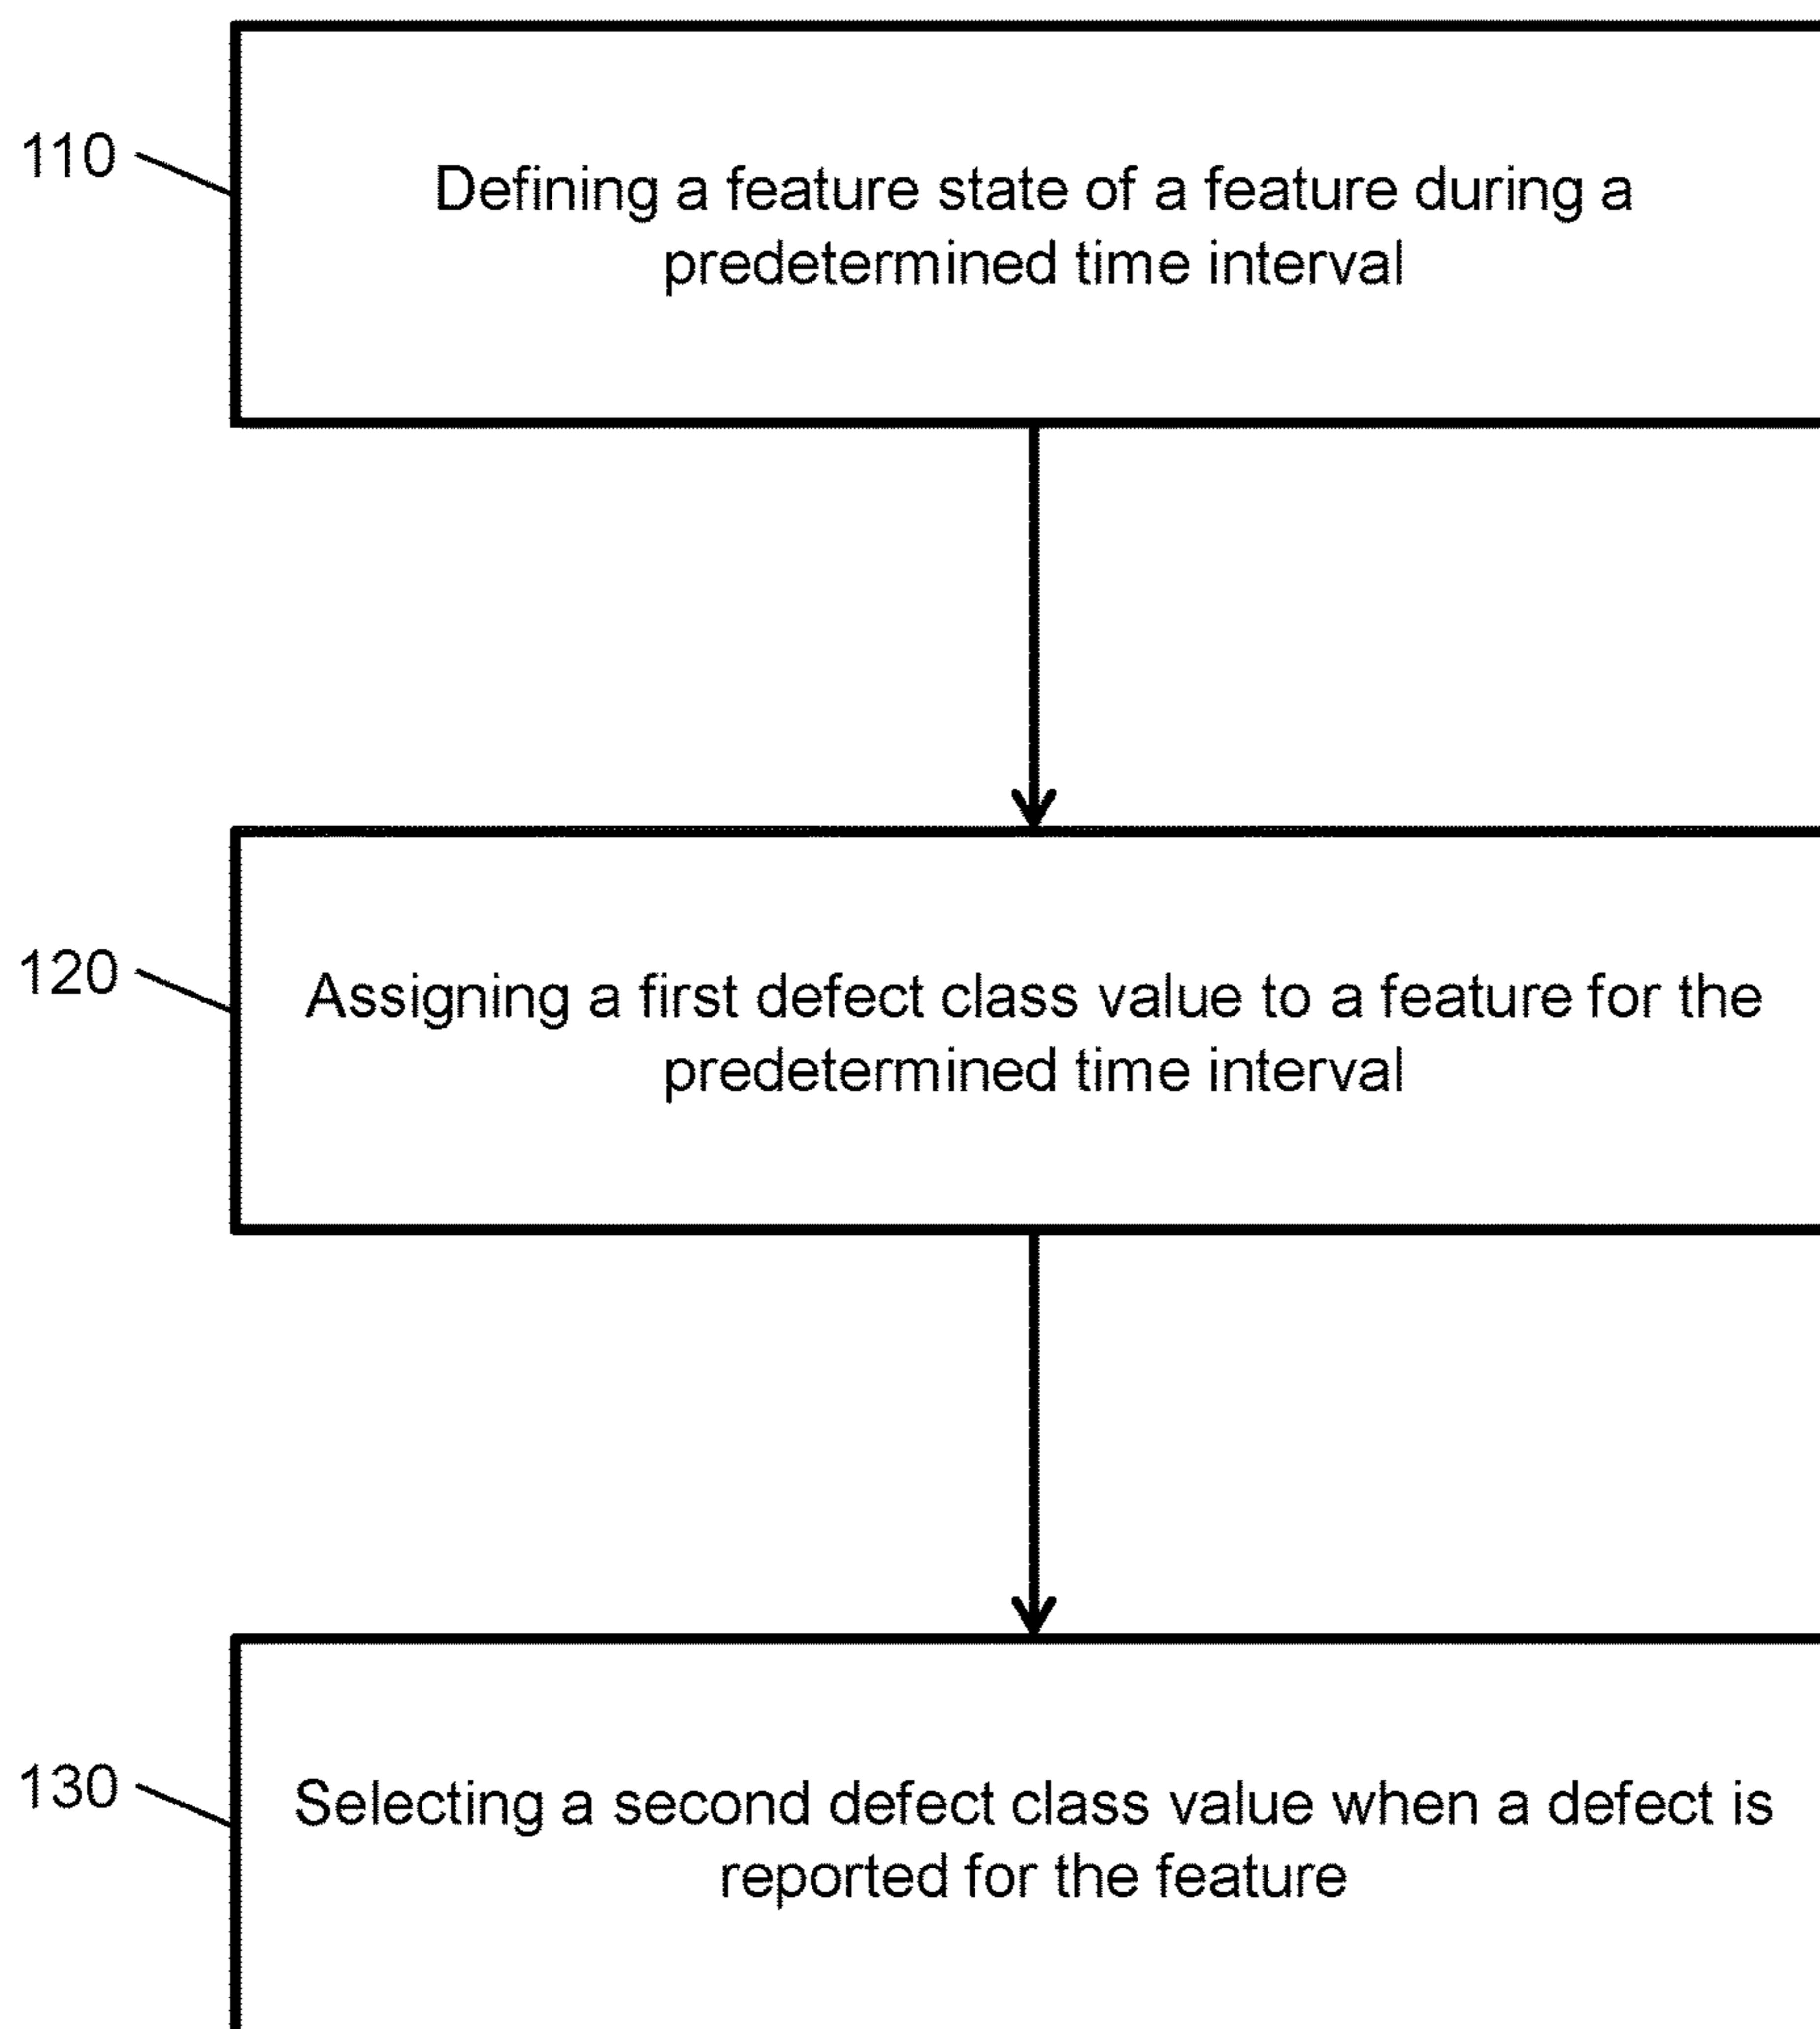 110
Defining a feature state of a feature during a
predetermined time interval
120
Assigning a first defect class value to a feature for the
predetermined time interval
130
Selecting a second defect class value when a defect is
reported for the feature